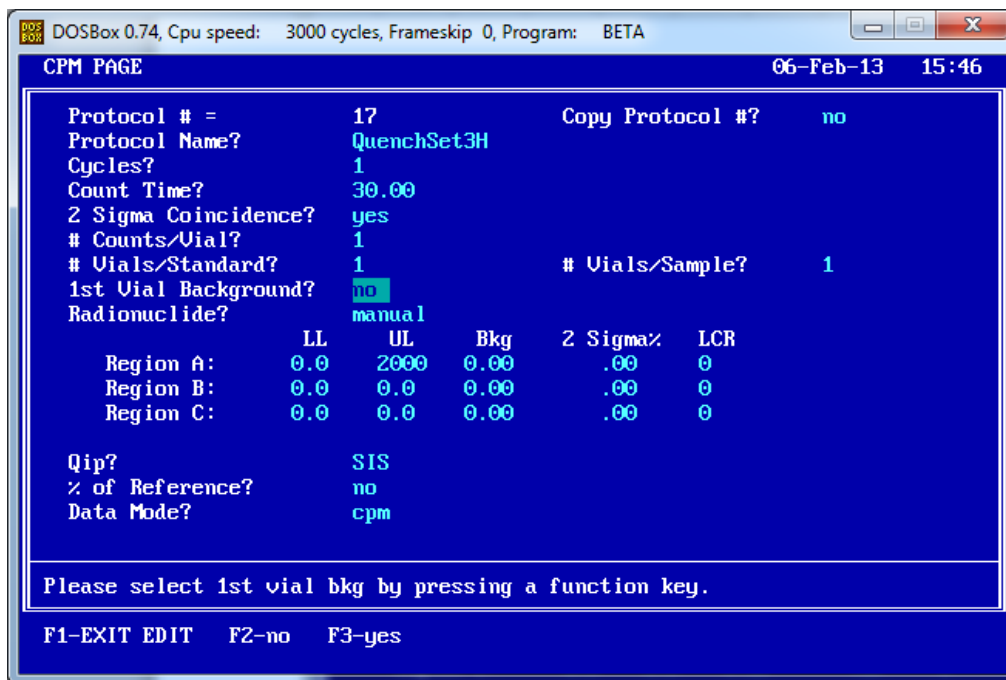 DOS BOX DOSBox 0.74, Cpu speed: 3000 cycles, Frameskip 0, Program: BETA
CPM PAGE 06-Feb-13 15:46
Protocol # = 17 Copy Protocol #? no
Protocol Name? QuenchSet3H
Cycles? 1
Count Time? 30.00
2 Sigma Coincidence? yes
# Counts/Vial? 1
# Vials/Standard? 1 # Vials/Sample? 1
1st Vial Background? no
Radionuclide? manual
LL UL Bkg 2 Sigma% LCR
Region A: 0.0 2000 0.00 .00 0
Region B: 0.0 0.0 0.00 .00 0
Region C: 0.0 0.0 0.00 .00 0
Qip? SIS
% of Reference? no
Data Mode? cpm
Please select 1st vial bkg by pressing a function key.
F1-EXIT EDIT F2-no F3-yes